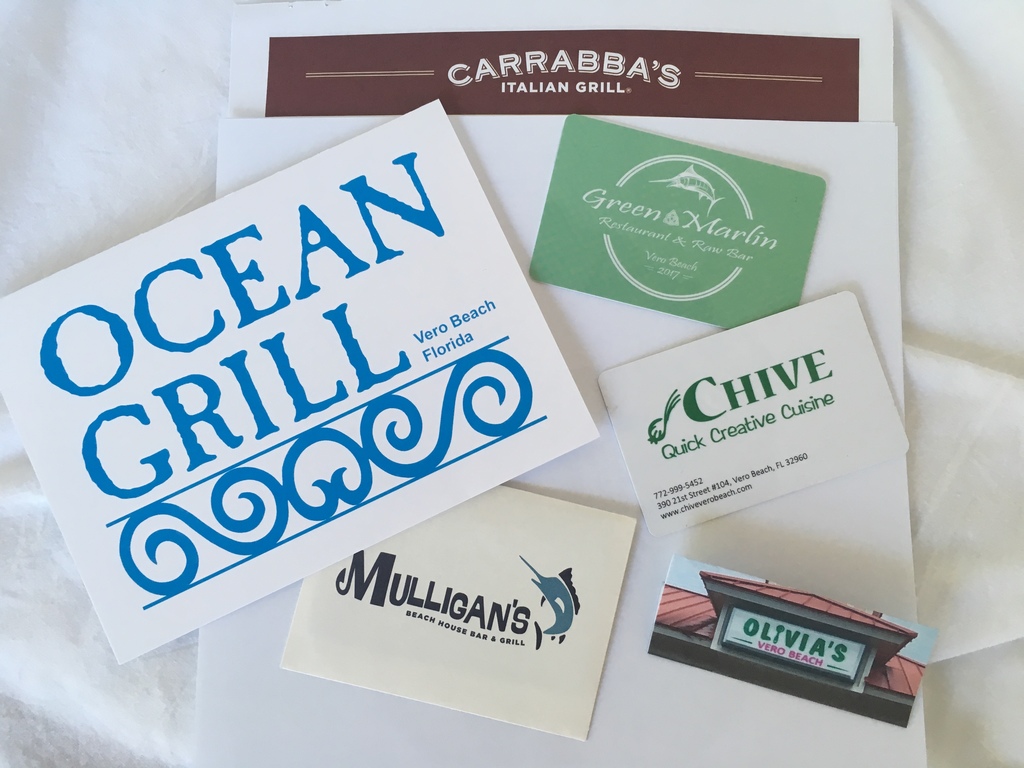 CARRABBA'S
ITALIAN GRILL®
OCEAN
GRILL
Vero Beach
Florida
Green Marlin
Restaurant & Raw Bar
Vero Beach
2017
CHIVE
Quick Creative Cuisine
772-999-5452
390 21st Street #104, Vero Beach, FL 32960
www.chiveverobeach.com
MULLIGAN'S
BEACH HOUSE BAR & GRILL
OLIVIA'S
VERO BEACH